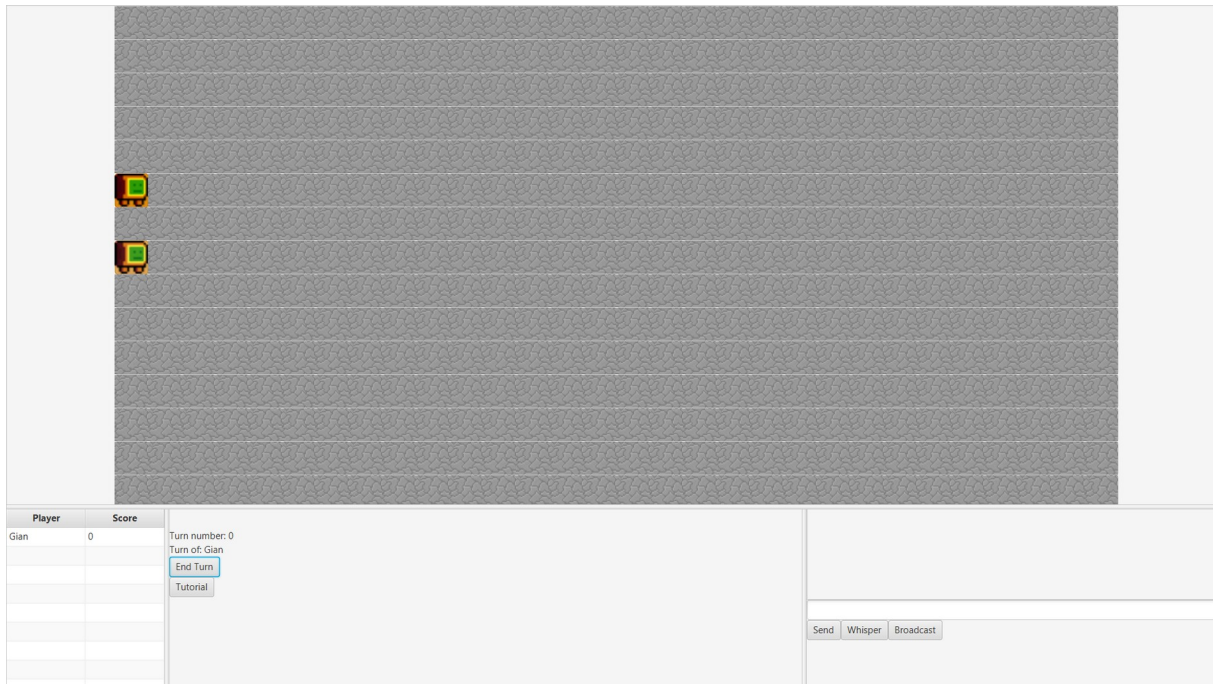 Player Score
Gian 0
Turn number: 0
Turn of: Gian
End Turn
Tutorial
Send Whisper Broadcast